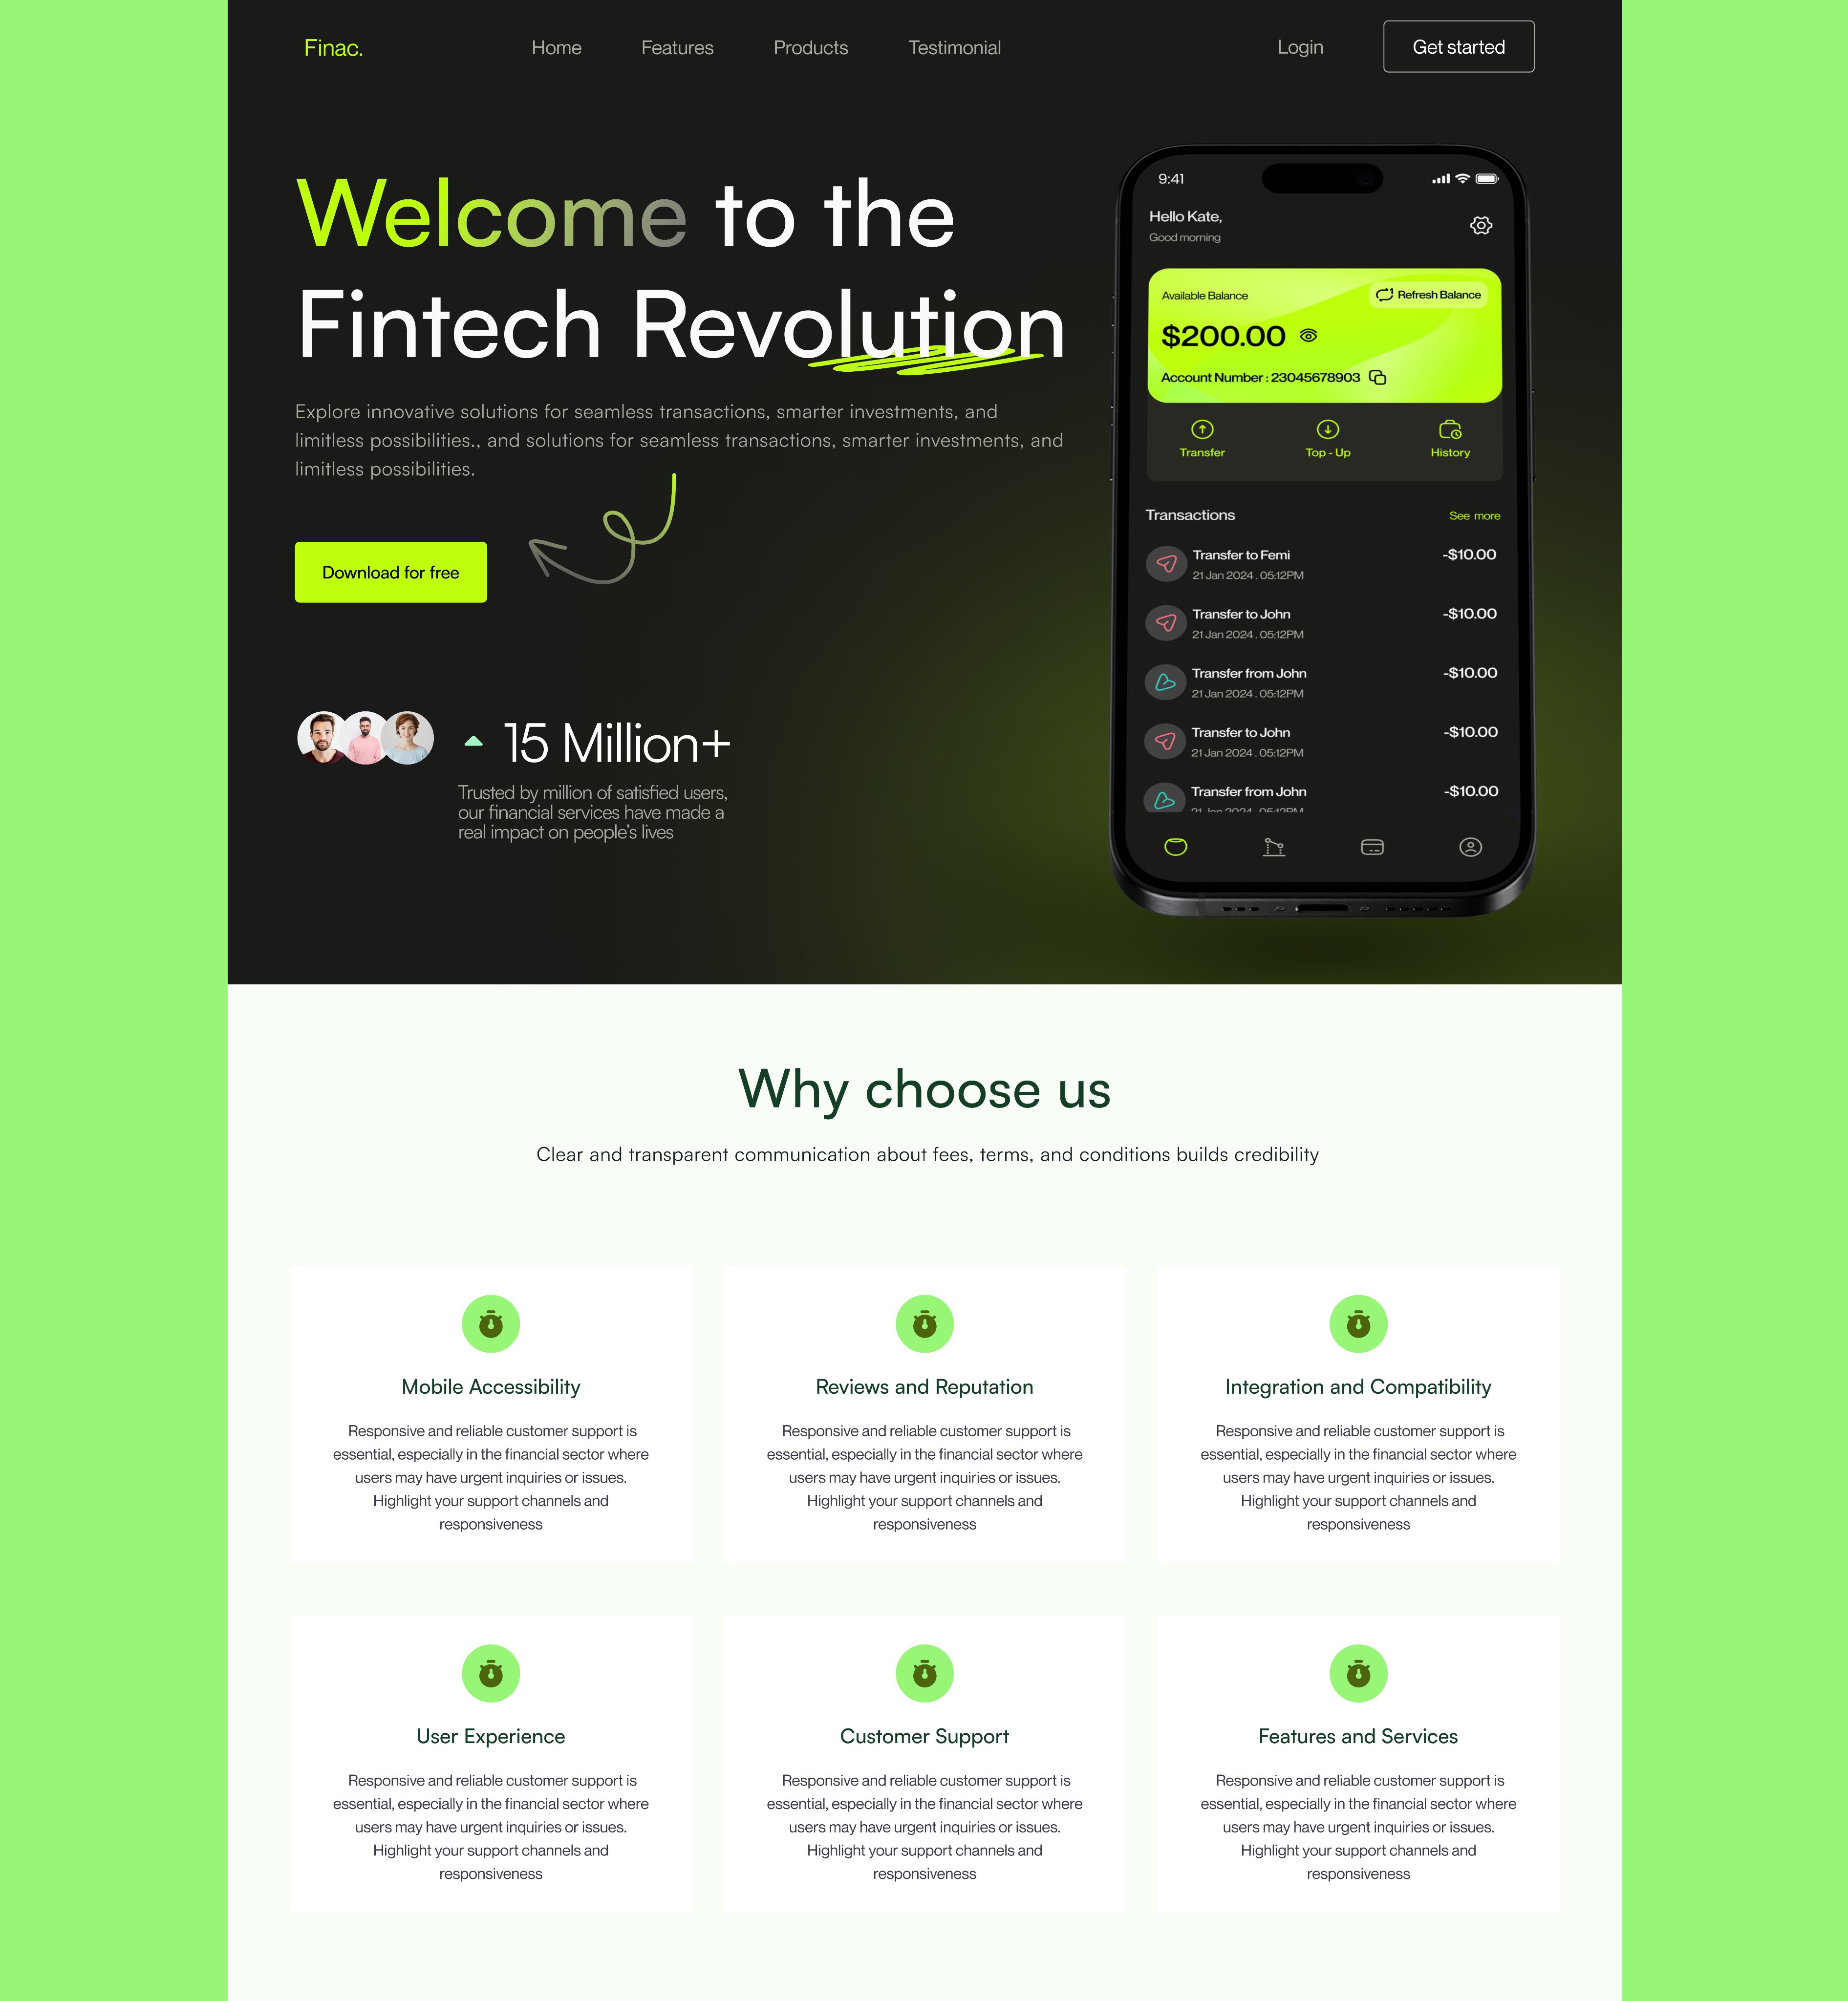 Finac.
Home
Features
Products
Testimonial
Login
Get started
Welcome to the
Fintech Revolution
Explore innovative solutions for seamless transactions, smarter investments, and
limitless possibilities., and solutions for seamless transactions, smarter investments, and
limitless possibilities.
Download for free
15 Million+
Trusted by million of satisfied users,
our financial services have made a
real impact on people's lives
9:41
Hello Kate,
Good morning
Available Balance
Refresh Balance
$200.00
Account Number : 23045678903
Transfer
Top - Up
History
Transactions
See more
Transfer to Femi
-$10.00
21 Jan 2024 . 05:12PM
Transfer to John
-$10.00
21 Jan 2024 . 05:12PM
Transfer from John
-$10.00
21 Jan 2024 . 05:12PM
Transfer to John
-$10.00
21 Jan 2024 . 05:12PM
Transfer from John
-$10.00
21 Jan 2024 . 05:12PM
Why choose us
Clear and transparent communication about fees, terms, and conditions builds credibility
Mobile Accessibility
Responsive and reliable customer support is
essential, especially in the financial sector where
users may have urgent inquiries or issues.
Highlight your support channels and
responsiveness
Reviews and Reputation
Responsive and reliable customer support is
essential, especially in the financial sector where
users may have urgent inquiries or issues.
Highlight your support channels and
responsiveness
Integration and Compatibility
Responsive and reliable customer support is
essential, especially in the financial sector where
users may have urgent inquiries or issues.
Highlight your support channels and
responsiveness
User Experience
Responsive and reliable customer support is
essential, especially in the financial sector where
users may have urgent inquiries or issues.
Highlight your support channels and
responsiveness
Customer Support
Responsive and reliable customer support is
essential, especially in the financial sector where
users may have urgent inquiries or issues.
Highlight your support channels and
responsiveness
Features and Services
Responsive and reliable customer support is
essential, especially in the financial sector where
users may have urgent inquiries or issues.
Highlight your support channels and
responsiveness